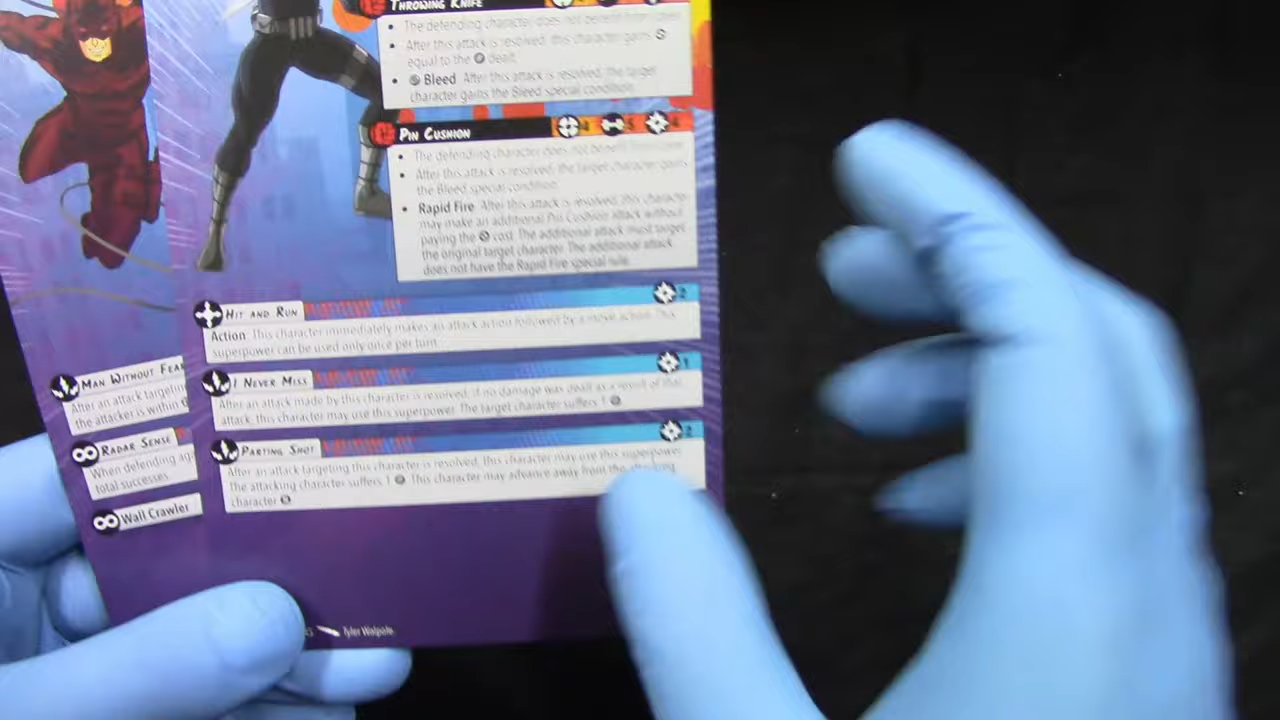 THROWING KNIFE
The defending character does not benefit from cover
After this attack is resolved, this character gains
equal to the dealt.
Bleed After this attack is resolved, the target
character gains the Bleed special condition.
PIN CUSHION 4 5 4
The defending character does not benefit from cover
After this attack is resolved, the target character gains
the Bleed special condition.
Rapid Fire After this attack is resolved, this character
may make an additional Pin Cushion attack without
paying the cost. The additional attack must target
the original target character. The additional attack
does not have the Rapid Fire special rule.
HIT AND RUN 2
Action This character immediately makes an attack action followed by a move action. This
superpower can be used only once per turn.
I NEVER MISS 1
After an attack made by this character is resolved, if no damage was dealt as a result of that
attack, this character may use this superpower. The target character suffers 1
PARTING SHOT 2
After an attack targeting this character is resolved, this character may use this superpower.
The attacking character suffers 1 This character may advance away from the attacking
character
MAN WITHOUT FEAR
After an attack targeting
the attacker is within
RADAR SENSE
When defending ag
total successes
Wall Crawler
Tyler Walpole